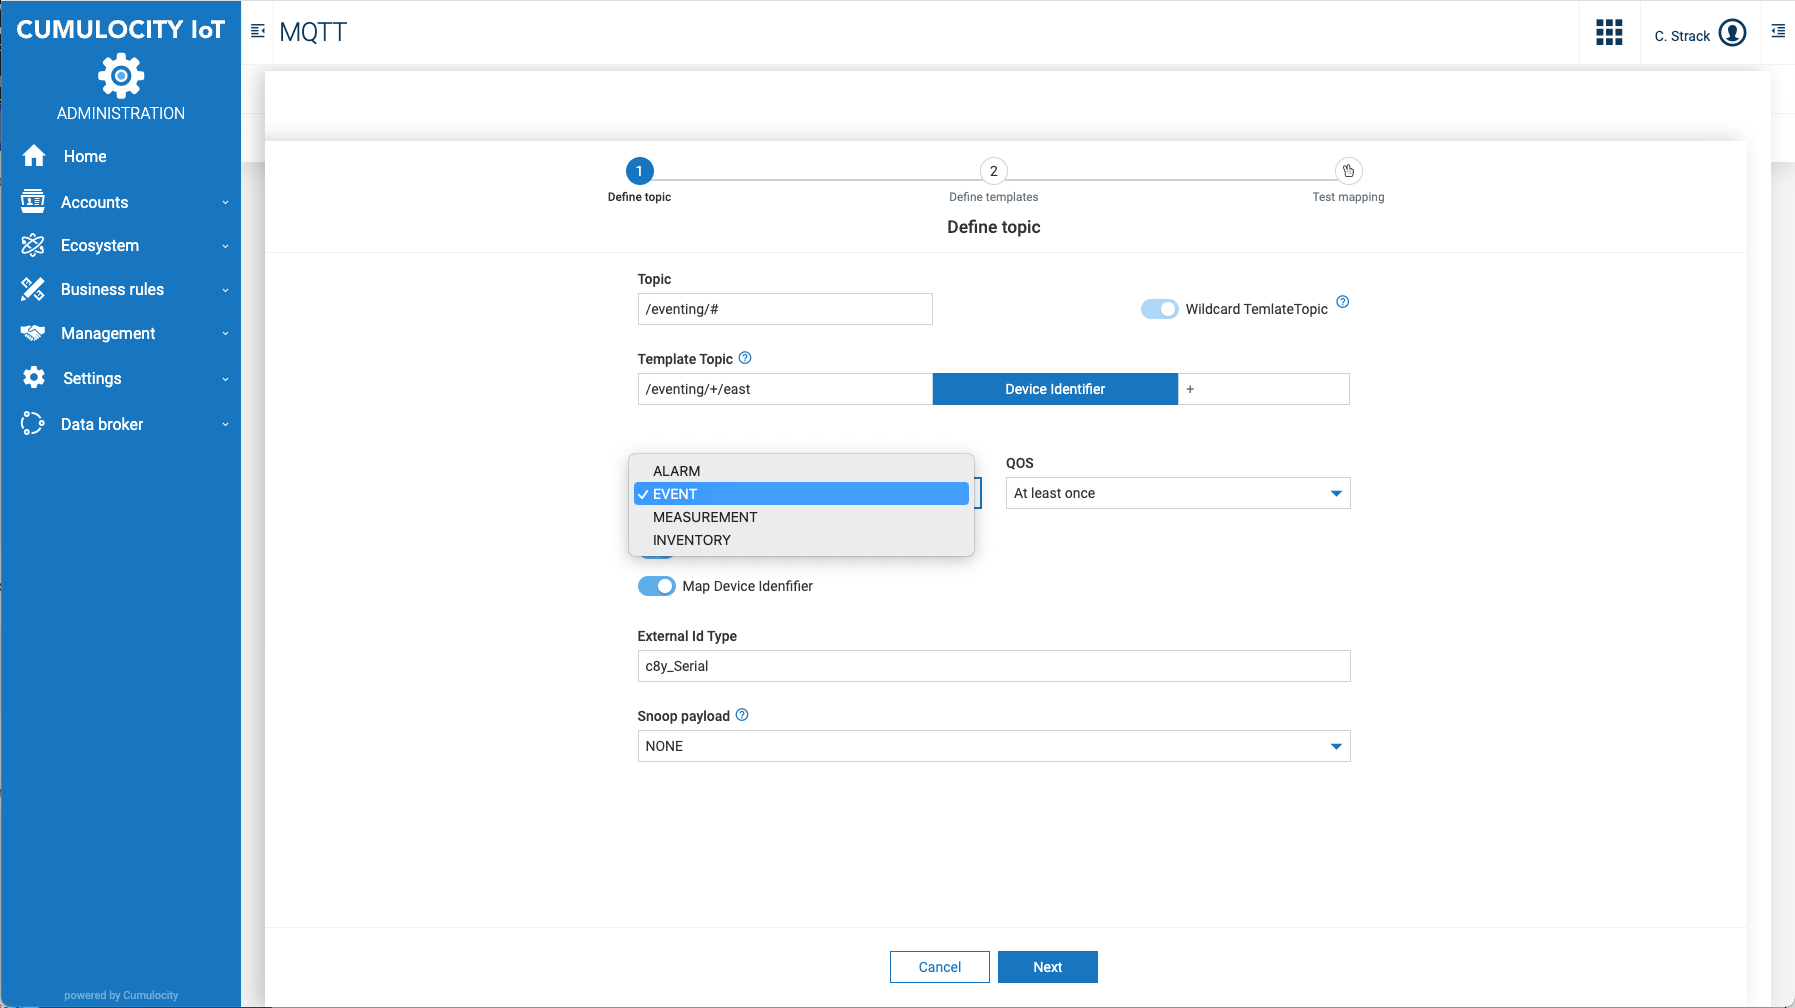 CUMULOCITY IoT
ADMINISTRATION
Home
Accounts
Ecosystem
Business rules
Management
Settings
Data broker
powered by Cumulocity
MQTT
C. Strack
1
2
Define topic
Define templates
Test mapping
Define topic
Topic
/eventing/#
Wildcard TemlateTopic
Template Topic
/eventing/+/east
Device Identifier
+
ALARM
EVENT
MEASUREMENT
INVENTORY
QOS
At least once
Map Device Idenfifier
External Id Type
c8y_Serial
Snoop payload
NONE
Cancel
Next